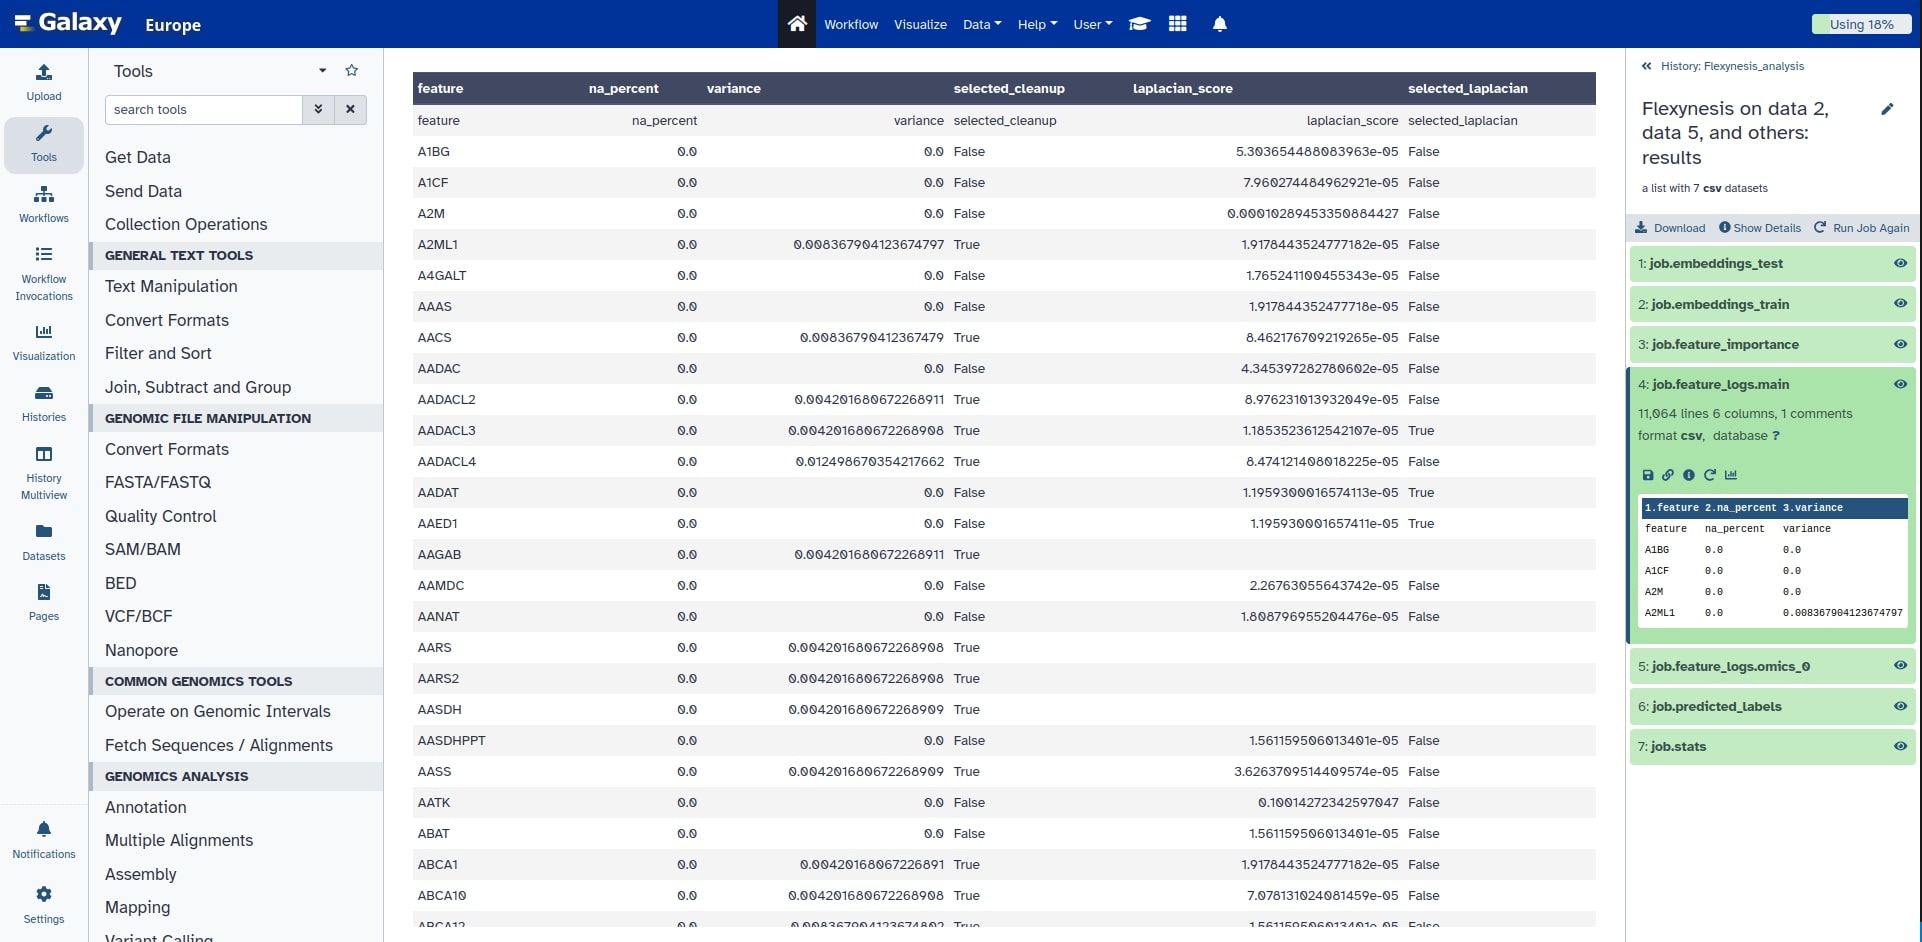 Galaxy Europe
Workflow Visualize Data Help User
Using 18%
Upload
Tools
Workflows
Workflow
Invocations
Visualization
Histories
History
Multiview
Datasets
Pages
Notifications
Settings
Tools
search tools
Get Data
Send Data
Collection Operations
GENERAL TEXT TOOLS
Text Manipulation
Convert Formats
Filter and Sort
Join, Subtract and Group
GENOMIC FILE MANIPULATION
Convert Formats
FASTA/FASTQ
Quality Control
SAM/BAM
BED
VCF/BCF
Nanopore
COMMON GENOMICS TOOLS
Operate on Genomic Intervals
Fetch Sequences / Alignments
GENOMICS ANALYSIS
Annotation
Multiple Alignments
Assembly
Mapping
Variant Calling
feature na_percent variance selected_cleanup laplacian_score selected_laplacian
feature na_percent variance selected_cleanup laplacian_score selected_laplacian
A1BG 0.0 0.0 False 5.303654488083963e-05 False
A1CF 0.0 0.0 False 7.960274484962921e-05 False
A2M 0.0 0.0 False 0.00010289453350884427 False
A2ML1 0.0 0.008367904123674797 True 1.9178443524777182e-05 False
A4GALT 0.0 0.0 False 1.765241100455343e-05 False
AAAS 0.0 0.0 False 1.917844352477718e-05 False
AACS 0.0 0.00836790412367479 True 8.462176709219265e-05 False
AADAC 0.0 0.0 False 4.345397282780602e-05 False
AADACL2 0.0 0.004201680672268911 True 8.976231013932049e-05 False
AADACL3 0.0 0.004201680672268908 True 1.1853523612542107e-05 True
AADACL4 0.0 0.012498670354217662 True 8.474121408018225e-05 False
AADAT 0.0 0.0 False 1.1959300016574113e-05 True
AAED1 0.0 0.0 False 1.195930001657411e-05 True
AAGAB 0.0 0.004201680672268911 True
AAMDC 0.0 0.0 False 2.26763055643742e-05 False
AANAT 0.0 0.0 False 1.808796955204476e-05 False
AARS 0.0 0.004201680672268908 True
AARS2 0.0 0.004201680672268908 True
AASDH 0.0 0.004201680672268909 True
AASDHPPT 0.0 0.0 False 1.561159506013401e-05 False
AASS 0.0 0.004201680672268909 True 3.6263709514409574e-05 False
AATK 0.0 0.0 False 0.10014272342597047 False
ABAT 0.0 0.0 False 1.561159506013401e-05 False
ABCA1 0.0 0.00420168067226891 True 1.9178443524777182e-05 False
ABCA10 0.0 0.004201680672268908 True 7.078131024081459e-05 False
ABCA12 0.0 0.008367904123674802 True 1.561159506013401e-05 False
History: Flexynesis_analysis
Flexynesis on data 2,
data 5, and others:
results
a list with 7 csv datasets
Download Show Details Run Job Again
1: job.embeddings_test
2: job.embeddings_train
3: job.feature_importance
4: job.feature_logs.main
11,064 lines 6 columns, 1 comments
format csv, database ?
1.feature 2.na_percent 3.variance
feature na_percent variance
A1BG 0.0 0.0
A1CF 0.0 0.0
A2M 0.0 0.0
A2ML1 0.0 0.008367904123674797
5: job.feature_logs.omics_0
6: job.predicted_labels
7: job.stats